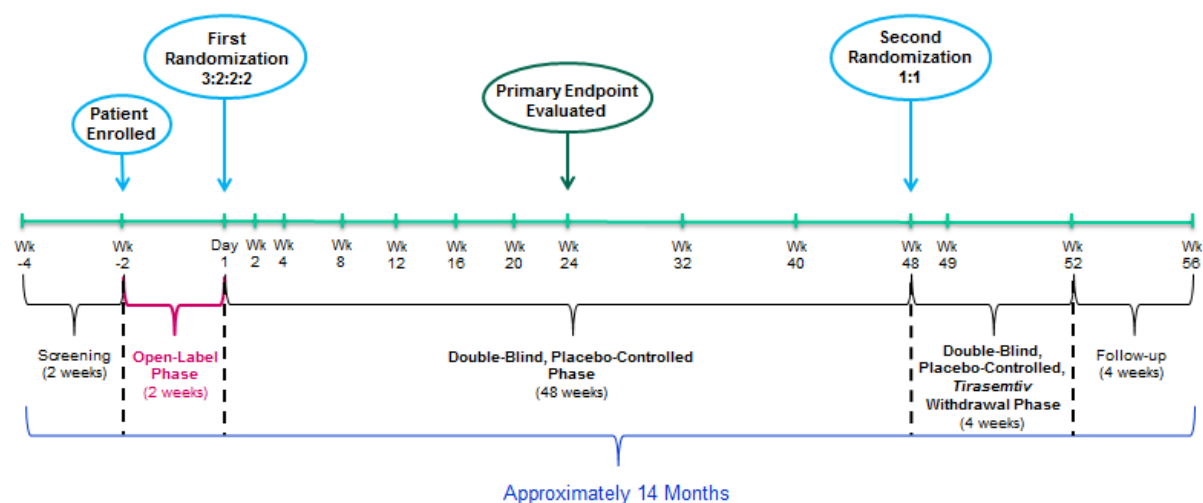 First
Randomization
3:2:2:2
Second
Randomization
1:1
Primary Endpoint
Evaluated
Patient
Enrolled
Wk
-4
Wk
-2
Day
1
Wk
2
Wk
4
Wk
8
Wk
12
Wk
16
Wk
20
Wk
24
Wk
32
Wk
40
Wk
48
Wk
49
Wk
52
Wk
56
Screening
(2 weeks)
Open-Label
Phase
(2 weeks)
Double-Blind, Placebo-Controlled
Phase
(48 weeks)
Double-Blind,
Placebo-Controlled,
Tirasemtiv
Withdrawal Phase
(4 weeks)
Follow-up
(4 weeks)
Approximately 14 Months